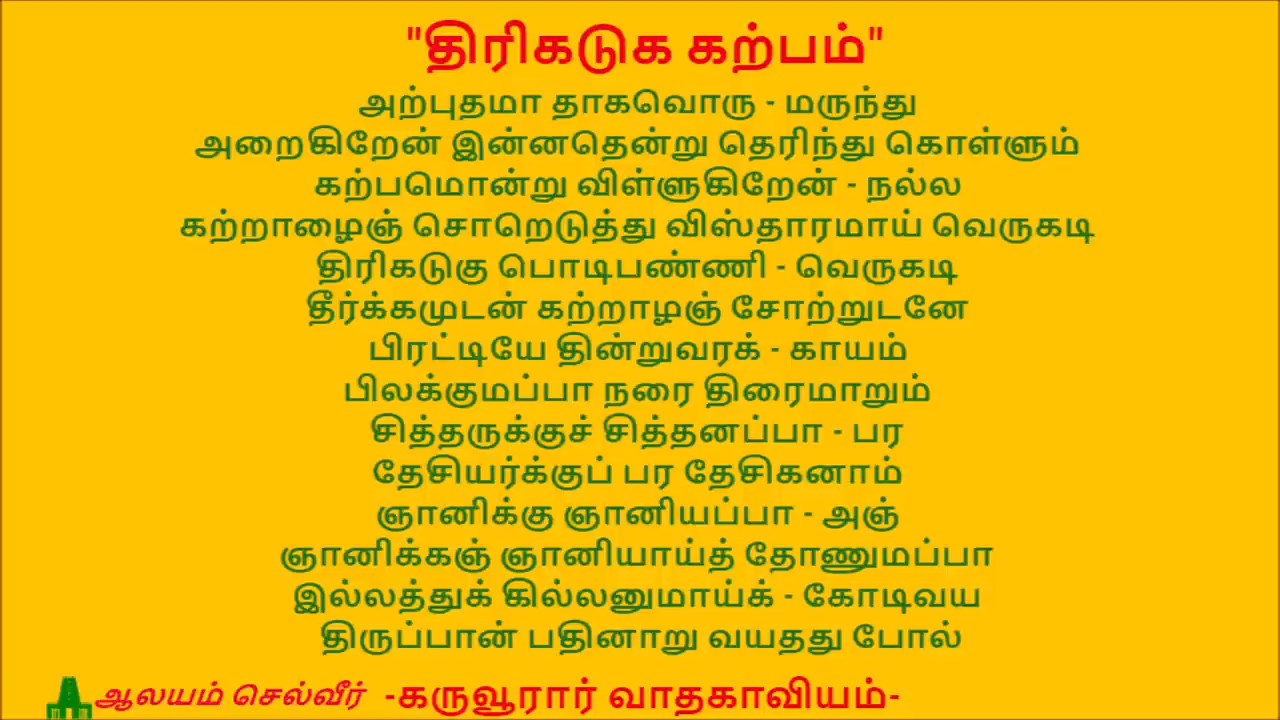 "திரிகடுக கற்பம்"
அற்புதமா தாகவொரு - மருந்து
அறைகிறேன் இன்னதென்று தெரிந்து கொள்ளும்
கற்பமொன்று விள்ளுகிறேன் - நல்ல
கற்றாழைஞ் சொறெடுத்து விஸ்தாரமாய் வெருகடி
திரிகடுகு பொடிபண்ணி - வெருகடி
தீர்க்கமுடன் கற்றாழஞ் சோற்றுடனே
பிரட்டியே தின்றுவரக் - காயம்
பிலக்குமப்பா நரை திரைமாறும்
சித்தருக்குச் சித்தனப்பா - பர
தேசியர்க்குப் பர தேசிகனாம்
ஞானிக்கு ஞானியப்பா - அஞ்
ஞானிக்கஞ் ஞானியாய்த் தோணுமப்பா
இல்லத்துக் கில்லனுமாய்க் - கோடிவய
திருப்பான் பதினாறு வயதது போல்
ஆலயம் செல்வீர் -கருவூரார் வாதகாவியம்-